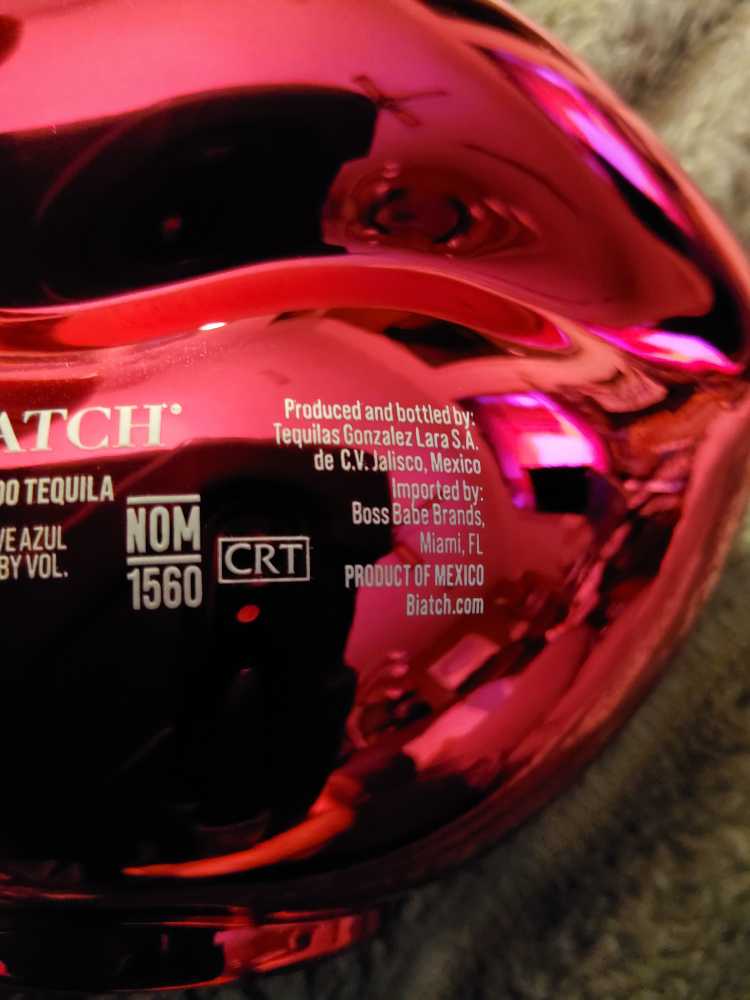 ATCH®
DO TEQUILA
VE AZUL
BY VOL.
NOM
1560
CRT
Produced and bottled by:
Tequilas Gonzalez Lara S.A.
de C.V. Jalisco, Mexico
Imported by:
Boss Babe Brands,
Miami, FL
PRODUCT OF MEXICO
Biatch.com